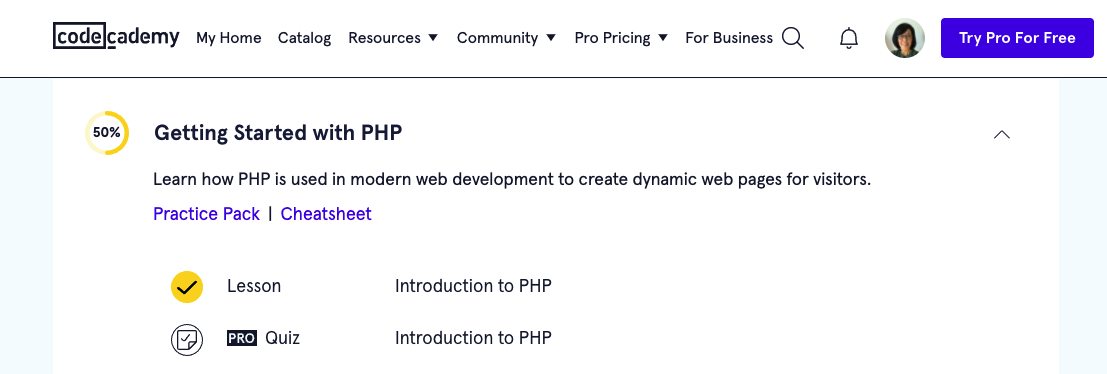 codecademy My Home Catalog Resources Community Pro Pricing For Business Try Pro For Free
50% Getting Started with PHP
Learn how PHP is used in modern web development to create dynamic web pages for visitors.
Practice Pack | Cheatsheet
Lesson Introduction to PHP
PRO Quiz Introduction to PHP